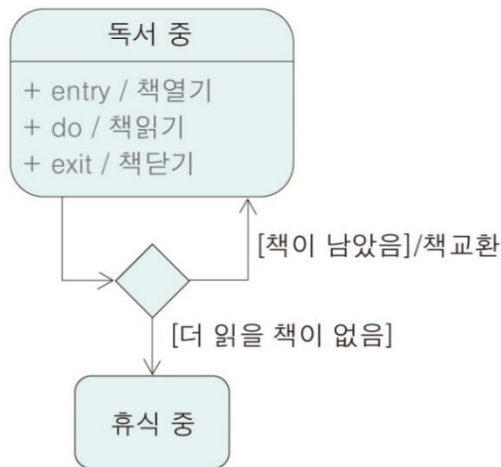 독서 중
+ entry / 책열기
+ do / 책읽기
+ exit / 책닫기
[책이 남았음]/책교환
[더 읽을 책이 없음]
휴식 중